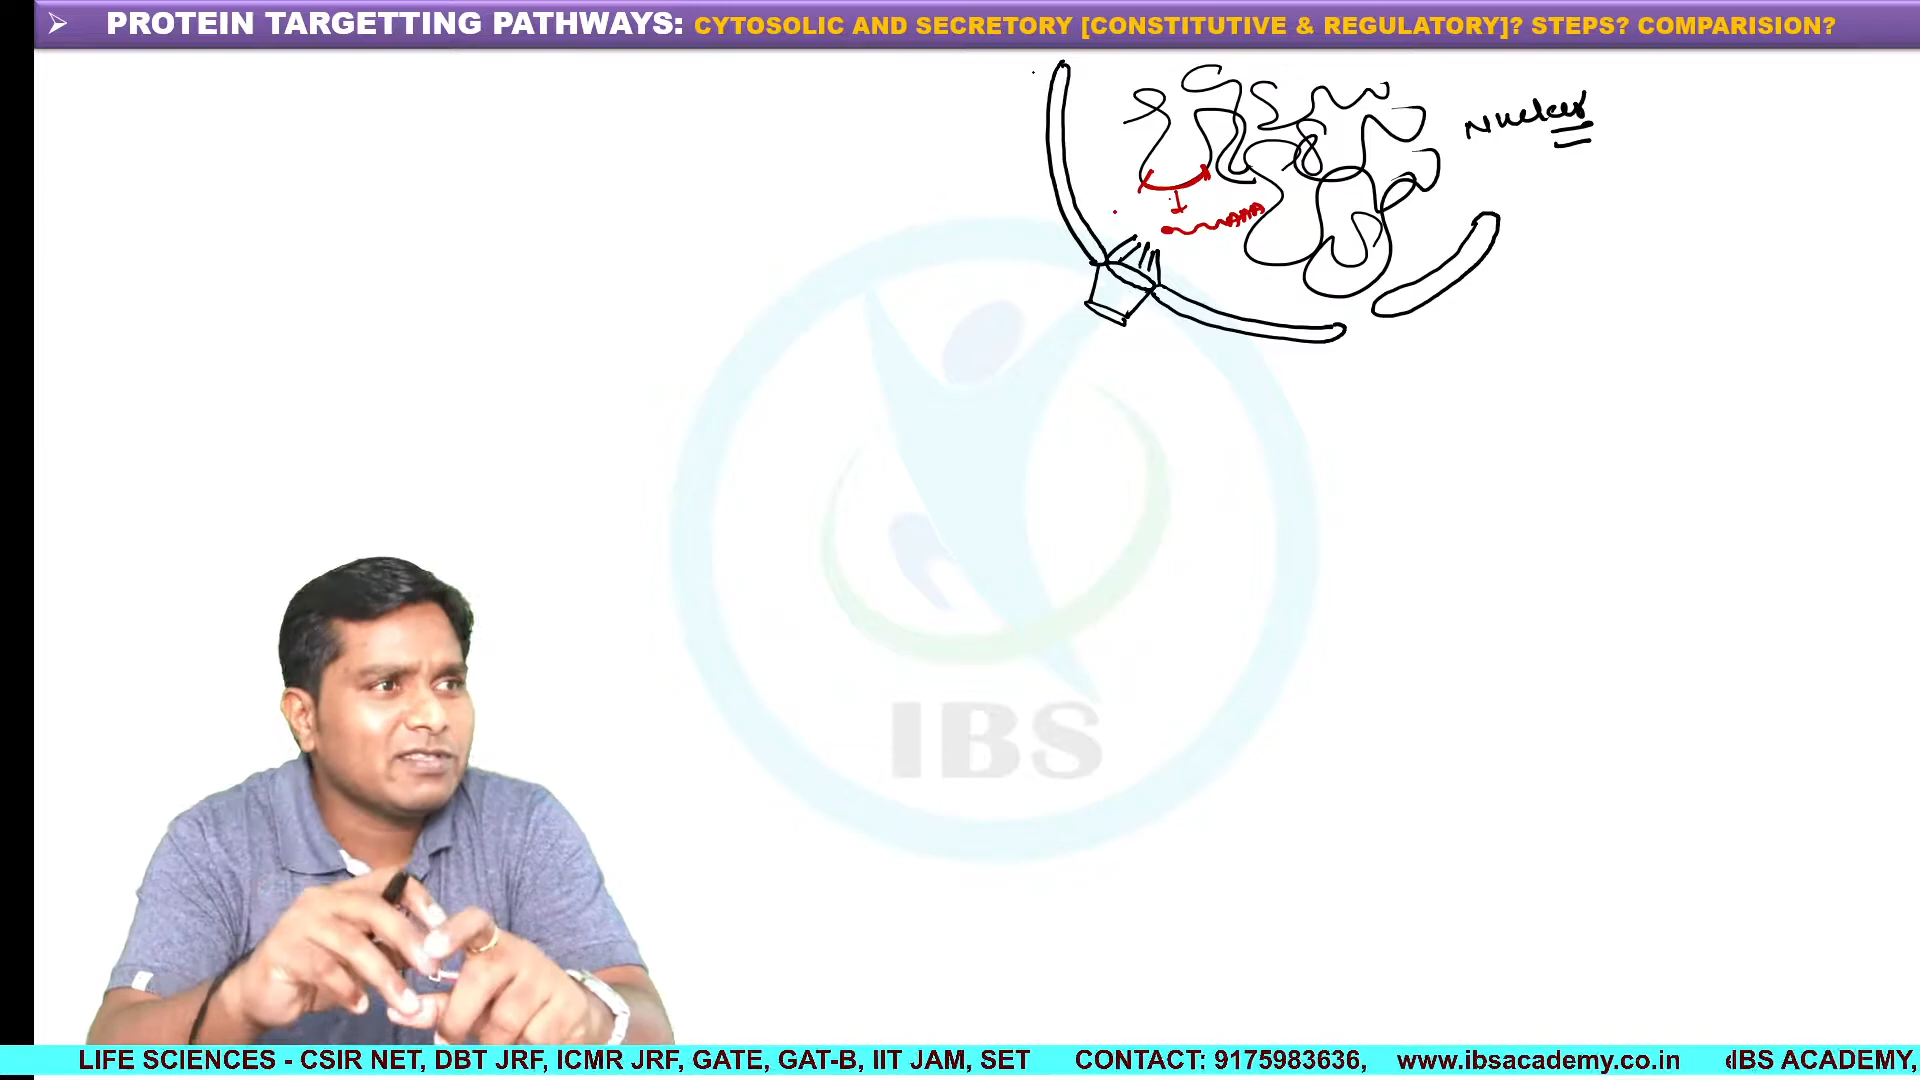 PROTEIN TARGETTING PATHWAYS: CYTOSOLIC AND SECRETORY [CONSTITUTIVE & REGULATORY]? STEPS? COMPARISION?
AAA
IBS
LIFE SCIENCES - CSIR NET, DBT JRF, ICMR JRF, GATE, GAT-B, IIT JAM, SET CONTACT: 9175983636, www.ibsacademy.co.in IBS ACADEMY,